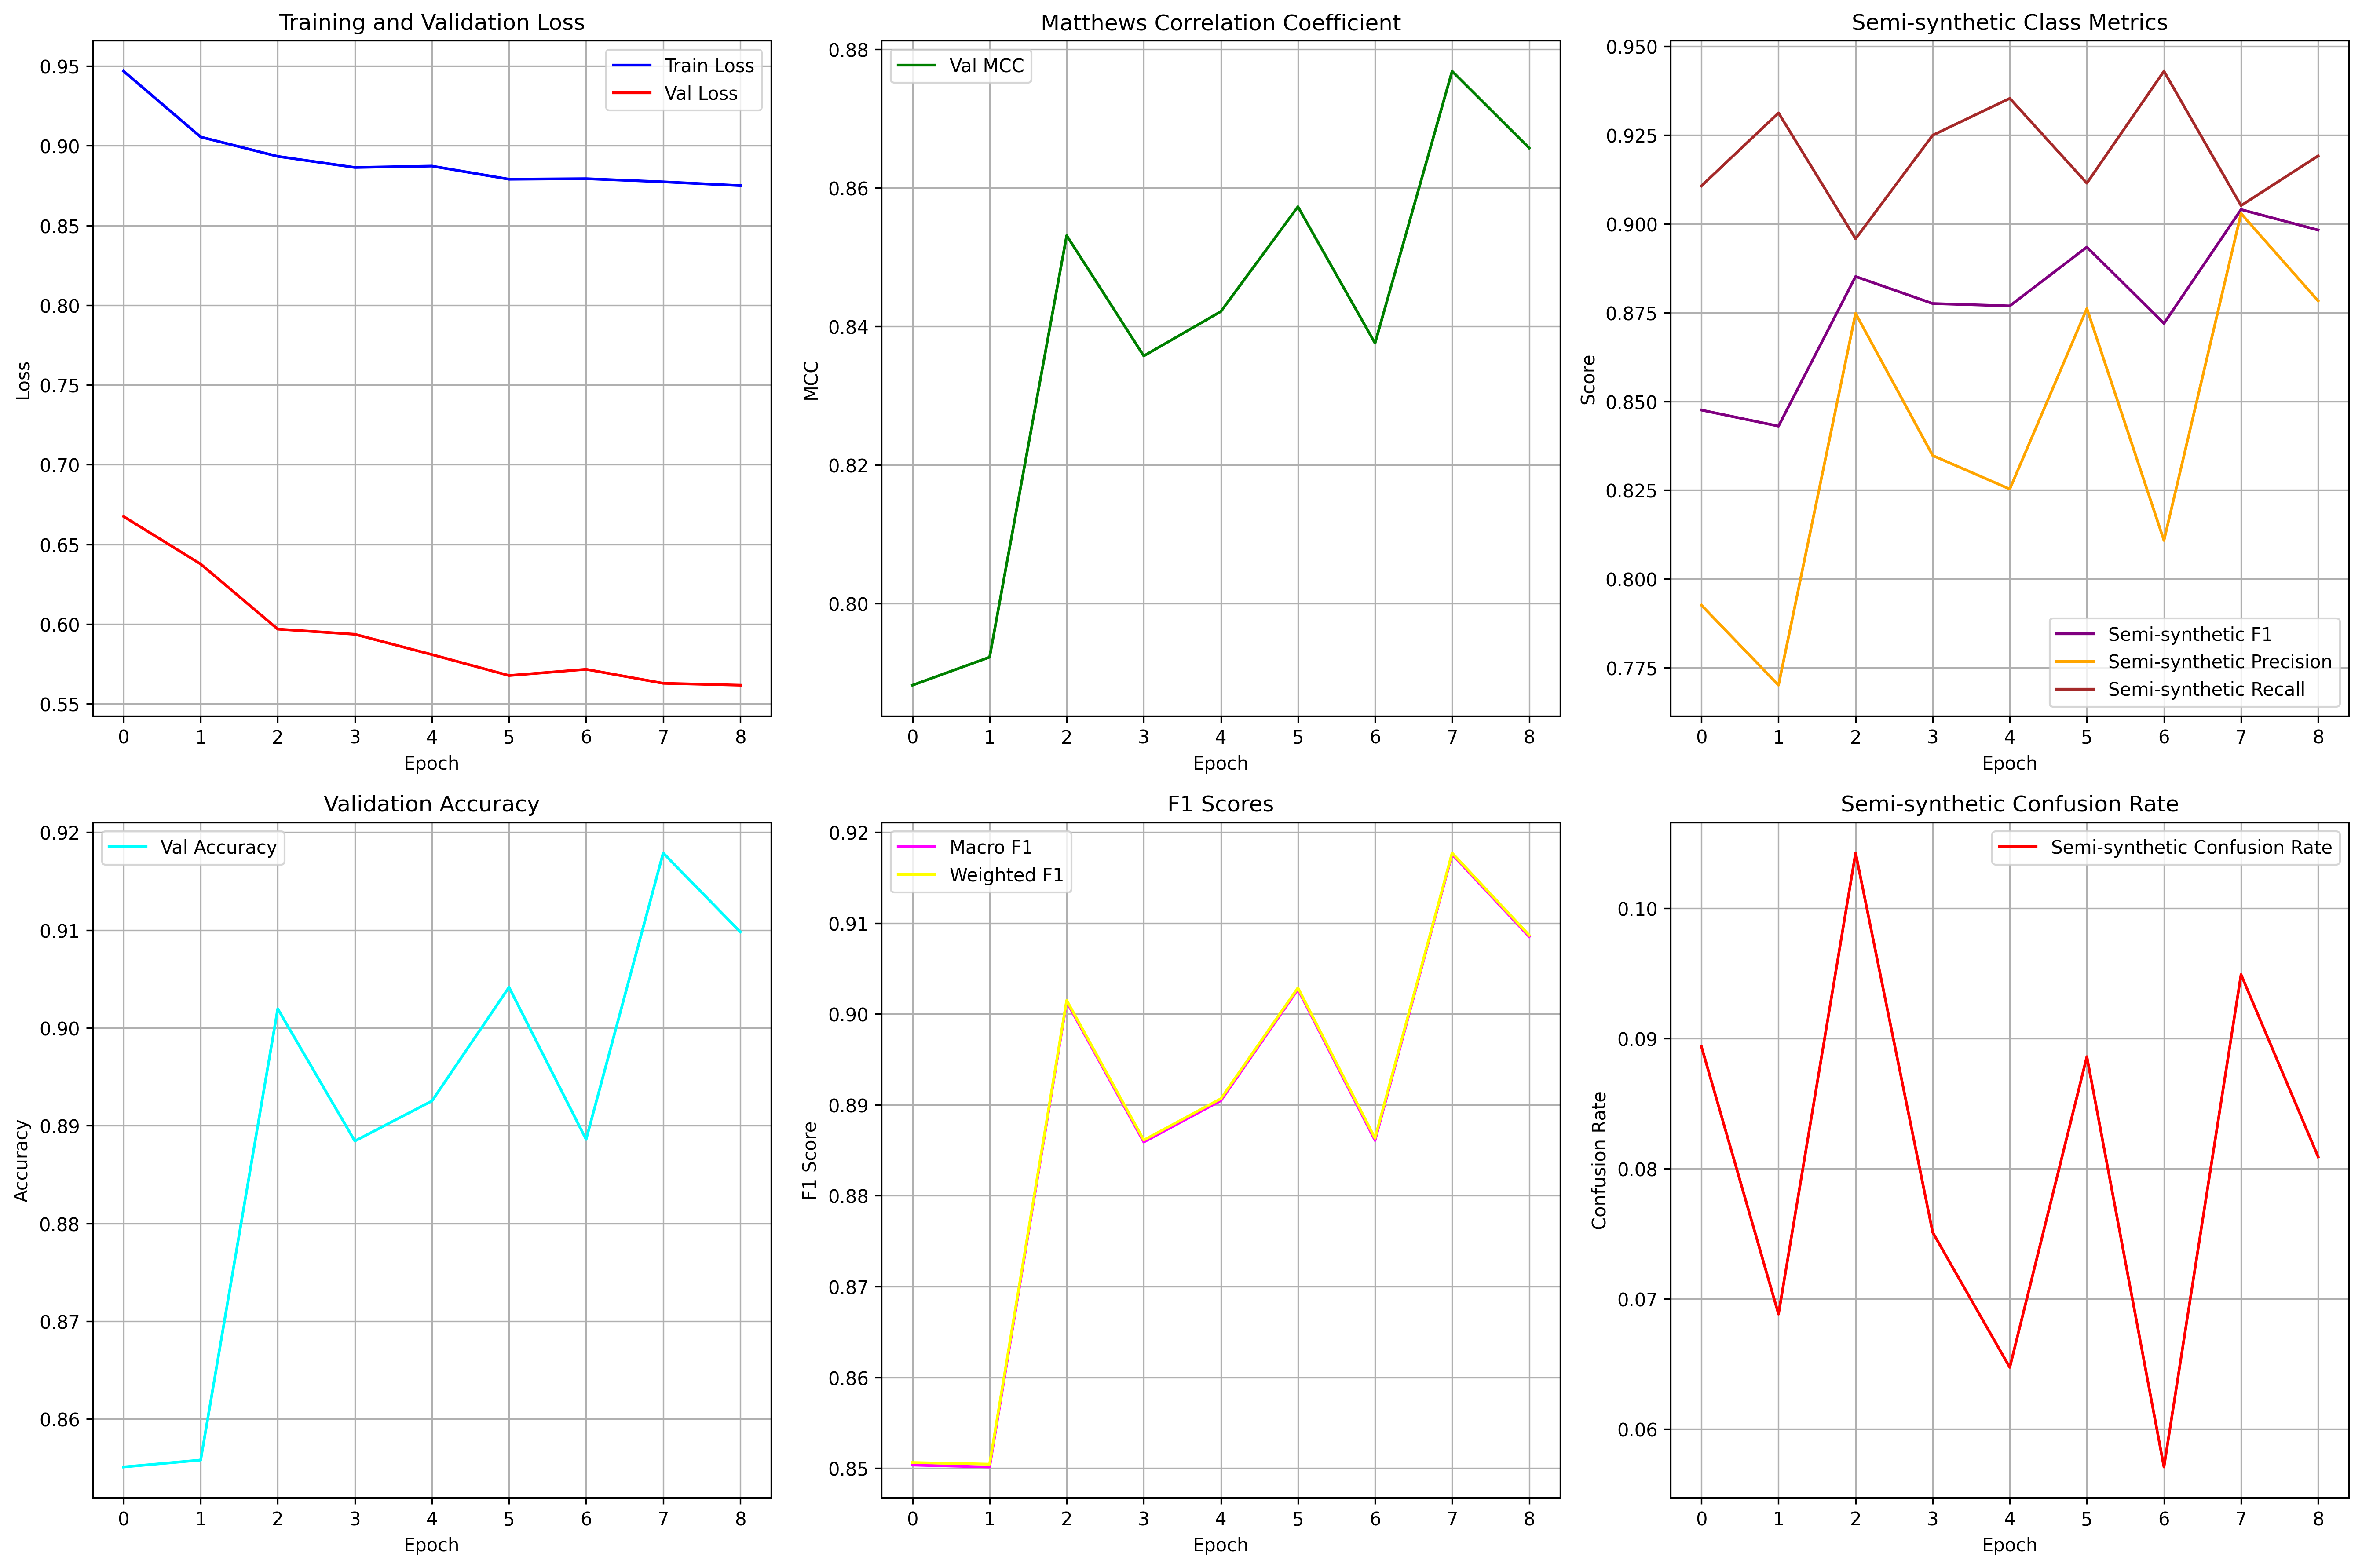 Training and Validation Loss
Train Loss
Val Loss
0.95
0.90
0.85
0.80
0.75
0.70
0.65
0.60
0.55
Loss
0 1 2 3 4 5 6 7 8
Epoch
Matthews Correlation Coefficient
Val MCC
0.88
0.86
0.84
0.82
0.80
MCC
0 1 2 3 4 5 6 7 8
Epoch
Semi-synthetic Class Metrics
0.950
0.925
0.900
0.875
0.850
0.825
0.800
0.775
Score
Semi-synthetic F1
Semi-synthetic Precision
Semi-synthetic Recall
0 1 2 3 4 5 6 7 8
Epoch
Validation Accuracy
Val Accuracy
0.92
0.91
0.90
0.89
0.88
0.87
0.86
Accuracy
0 1 2 3 4 5 6 7 8
Epoch
F1 Scores
Macro F1
Weighted F1
0.92
0.91
0.90
0.89
0.88
0.87
0.86
0.85
F1 Score
0 1 2 3 4 5 6 7 8
Epoch
Semi-synthetic Confusion Rate
Semi-synthetic Confusion Rate
0.10
0.09
0.08
0.07
0.06
Confusion Rate
0 1 2 3 4 5 6 7 8
Epoch